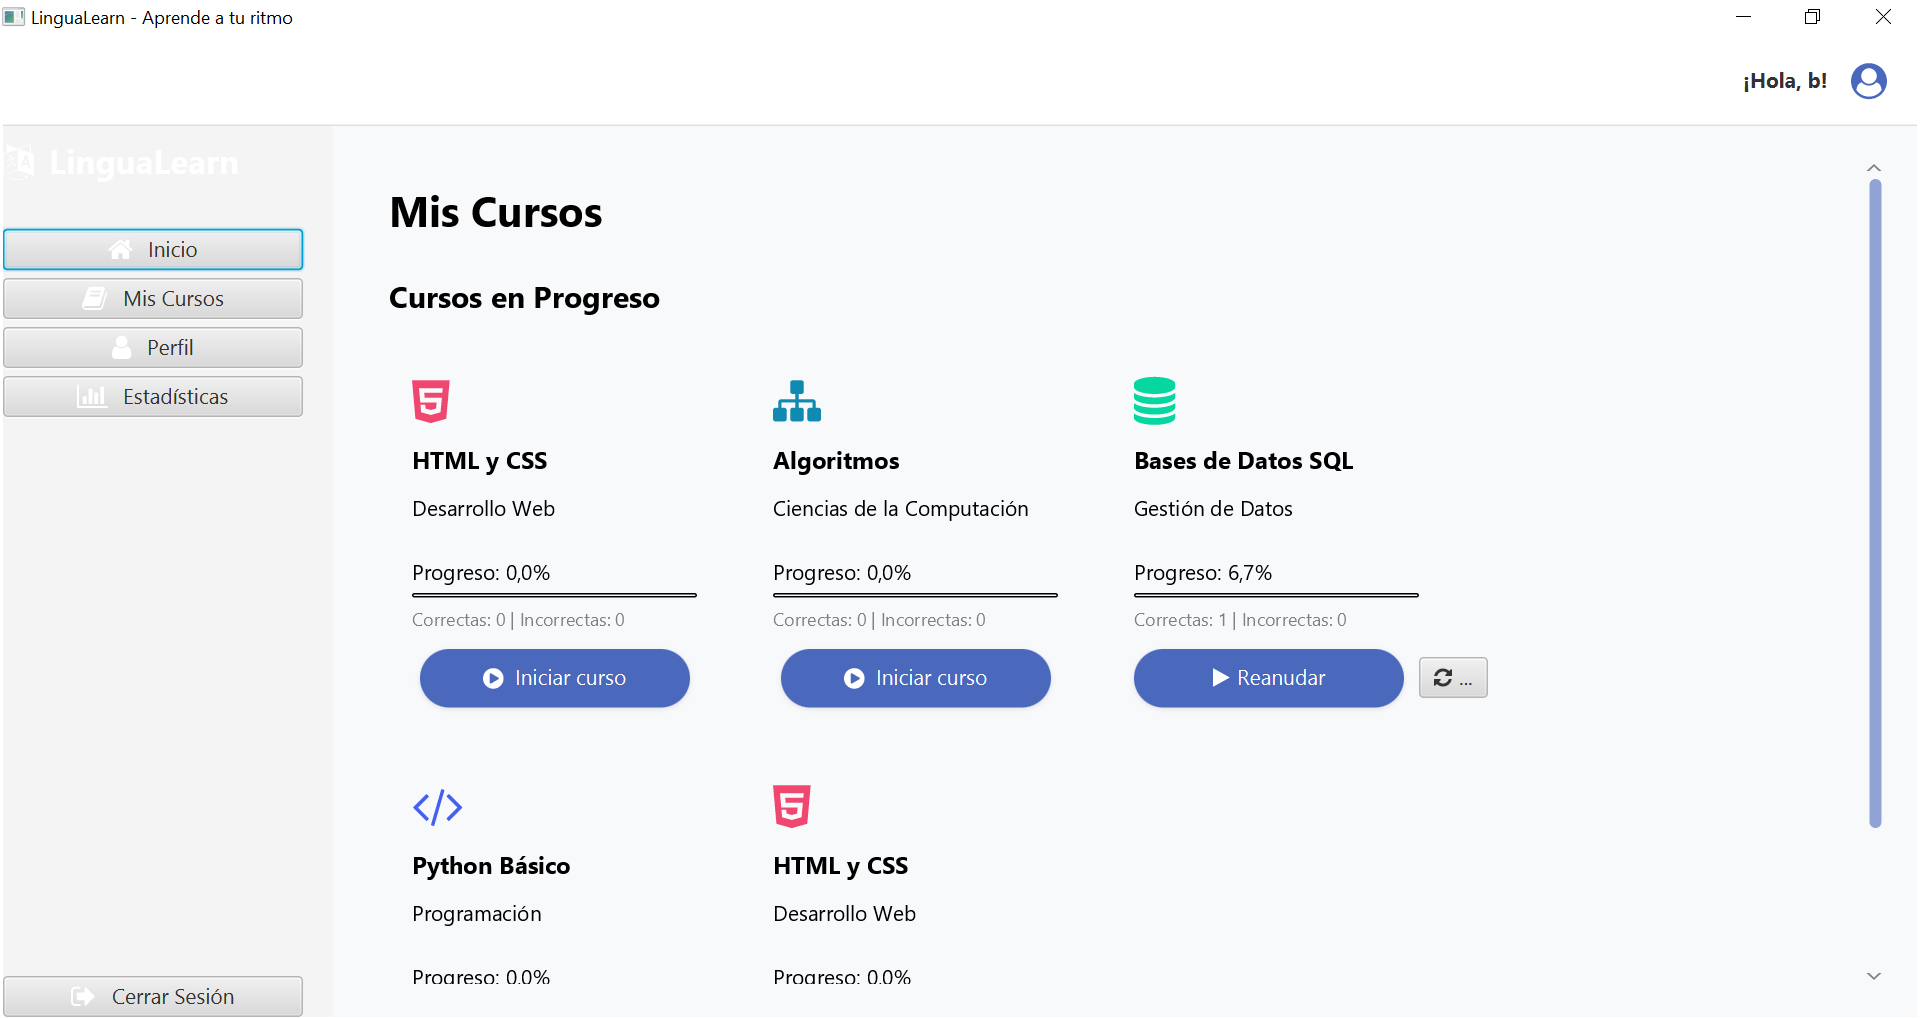 LinguaLearn - Aprende a tu ritmo
¡Hola, b!
LinguaLearn
Inicio
Mis Cursos
Perfil
Estadísticas
Cerrar Sesión
Mis Cursos
Cursos en Progreso
HTML y CSS
Desarrollo Web
Progreso: 0,0%
Correctas: 0 | Incorrectas: 0
Iniciar curso
Algoritmos
Ciencias de la Computación
Progreso: 0,0%
Correctas: 0 | Incorrectas: 0
Iniciar curso
Bases de Datos SQL
Gestión de Datos
Progreso: 6,7%
Correctas: 1 | Incorrectas: 0
Reanudar
...
Python Básico
Programación
Progreso: 0,0%
HTML y CSS
Desarrollo Web
Progreso: 0,0%